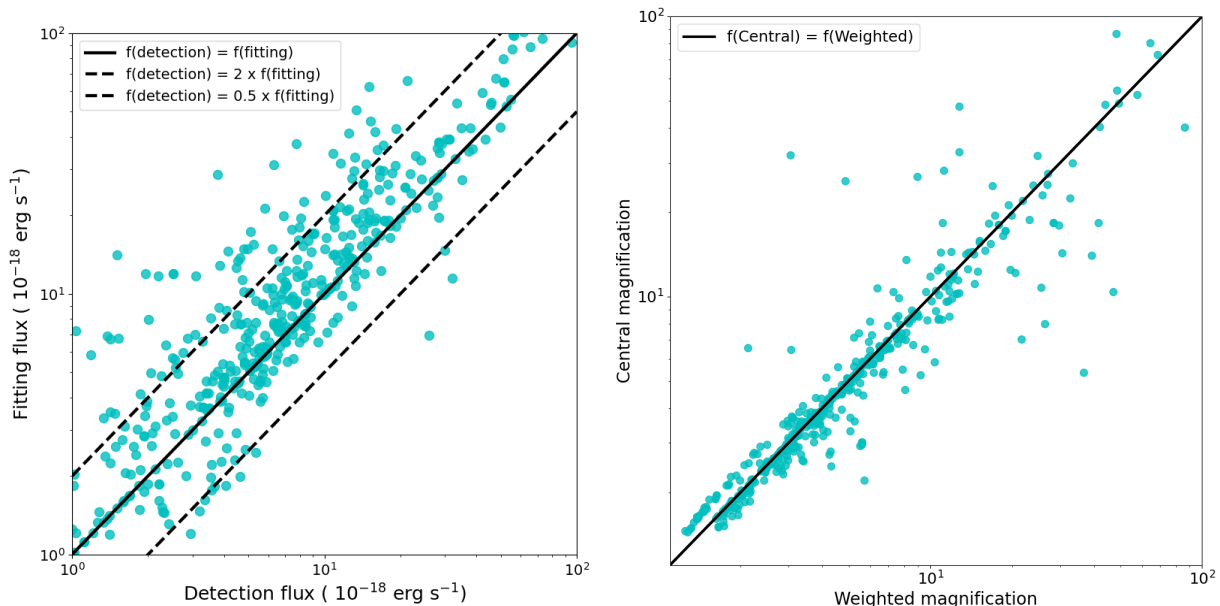 10²
f(detection) = f(fitting)
f(detection) = 2 x f(fitting)
f(detection) = 0.5 x f(fitting)
Fitting flux ( 10⁻¹⁸ erg s⁻¹)
10¹
10⁰
10⁰
10¹
10²
Detection flux ( 10⁻¹⁸ erg s⁻¹)
10²
f(Central) = f(Weighted)
Central magnification
10¹
10¹
10²
Weighted magnification